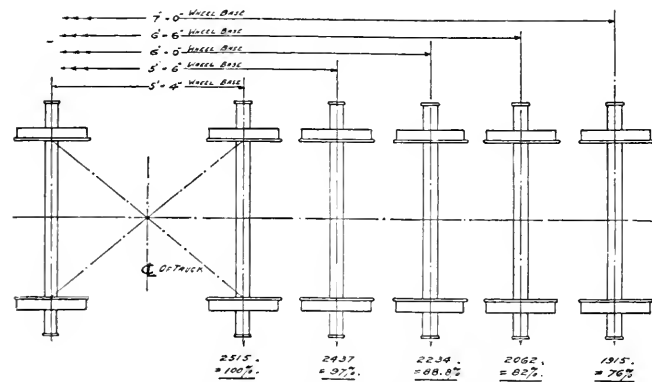 7'-0" WHEEL BASE
6'-6" WHEEL BASE
6'-0" WHEEL BASE
5'-6" WHEEL BASE
5'-4" WHEEL BASE
℄ OF TRUCK
2515. 2437 2234. 2062. 1915.
=100%. =97%. =88.8%. =82%. =76%.